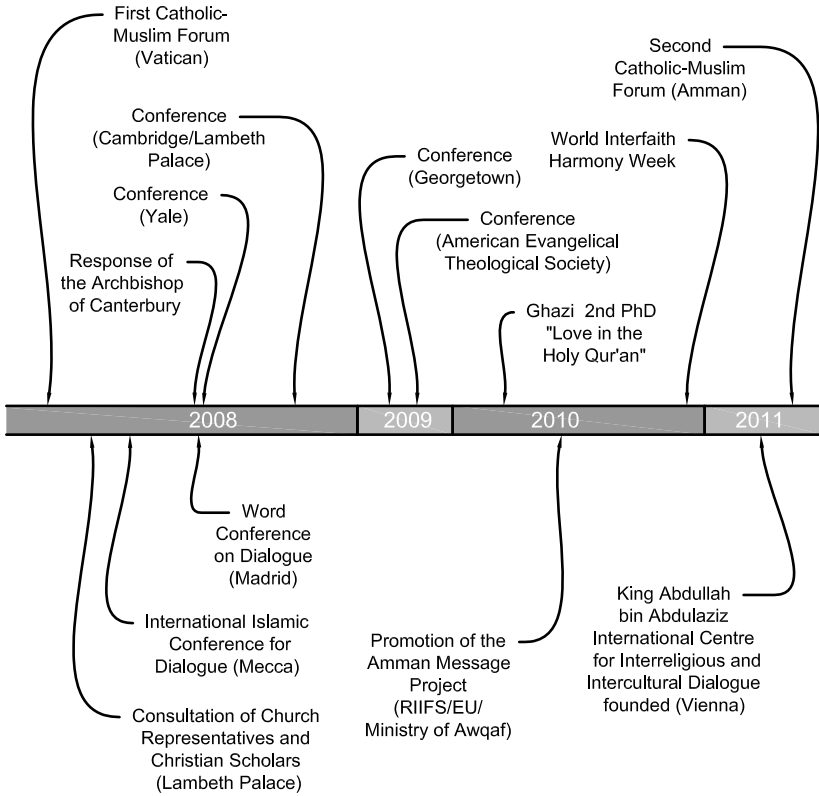 First Catholic-
Muslim Forum
(Vatican)
Second
Catholic-Muslim
Forum (Amman)
Conference
(Cambridge/Lambeth
Palace)
World Interfaith
Harmony Week
Conference
(Georgetown)
Conference
(Yale)
Conference
(American Evangelical
Theological Society)
Response of
the Archbishop
of Canterbury
Ghazi 2nd PhD
"Love in the
Holy Qur'an"
2008
2009
2010
2011
Word
Conference
on Dialogue
(Madrid)
International Islamic
Conference for
Dialogue (Mecca)
Consultation of Church
Representatives and
Christian Scholars
(Lambeth Palace)
Promotion of the
Amman Message
Project
(RIIFS/EU/
Ministry of Awqaf)
King Abdullah
bin Abdulaziz
International Centre
for Interreligious and
Intercultural Dialogue
founded (Vienna)